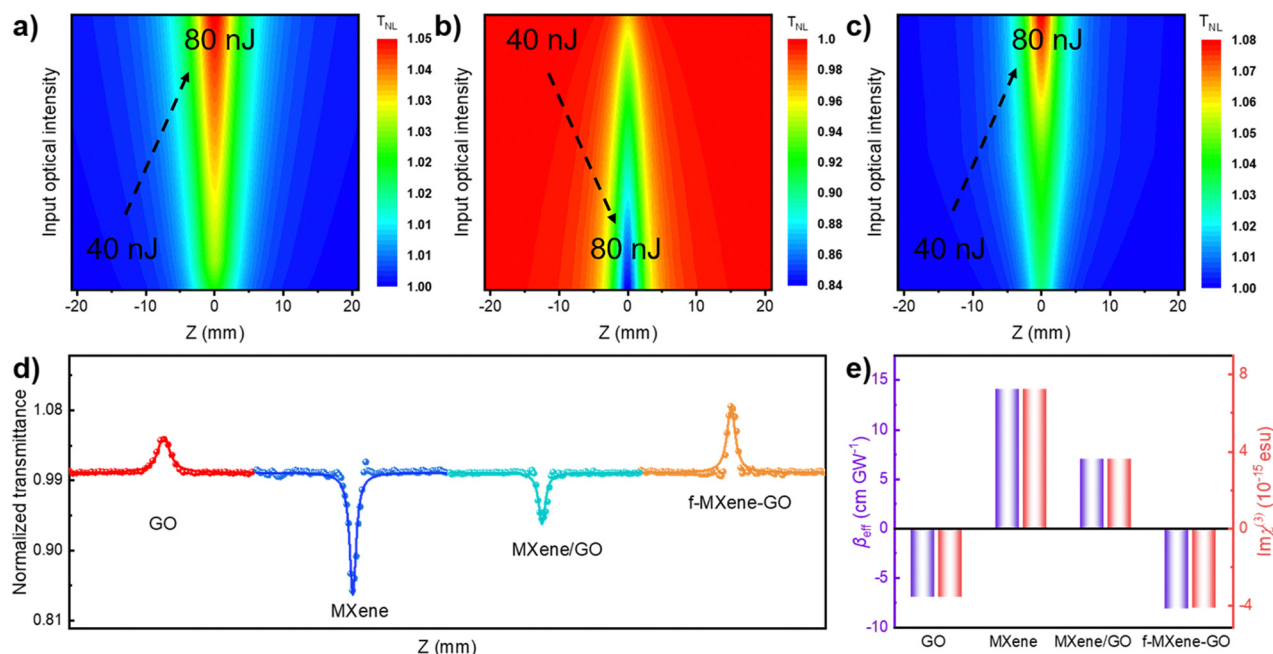 a)
Input optical intensity
80 nJ
40 nJ
-20 -10 0 10 20
Z (mm)
T_NL
1.05
1.04
1.03
1.02
1.01
1.00
b)
Input optical intensity
40 nJ
80 nJ
-20 -10 0 10 20
Z (mm)
T_NL
1.0
0.98
0.96
0.94
0.92
0.90
0.88
0.86
0.84
c)
Input optical intensity
80 nJ
40 nJ
-20 -10 0 10 20
Z (mm)
T_NL
1.08
1.07
1.06
1.05
1.04
1.03
1.02
1.01
1.00
d)
Normalized transmittance
1.08
0.99
0.90
0.81
GO
MXene
MXene/GO
f-MXene-GO
Z (mm)
e)
β_eff (cm GW⁻¹)
15
10
5
0
-5
-10
GO MXene MXene/GO f-MXene-GO
8
4
0
-4
Imχ⁽³⁾ (10⁻¹⁵ esu)